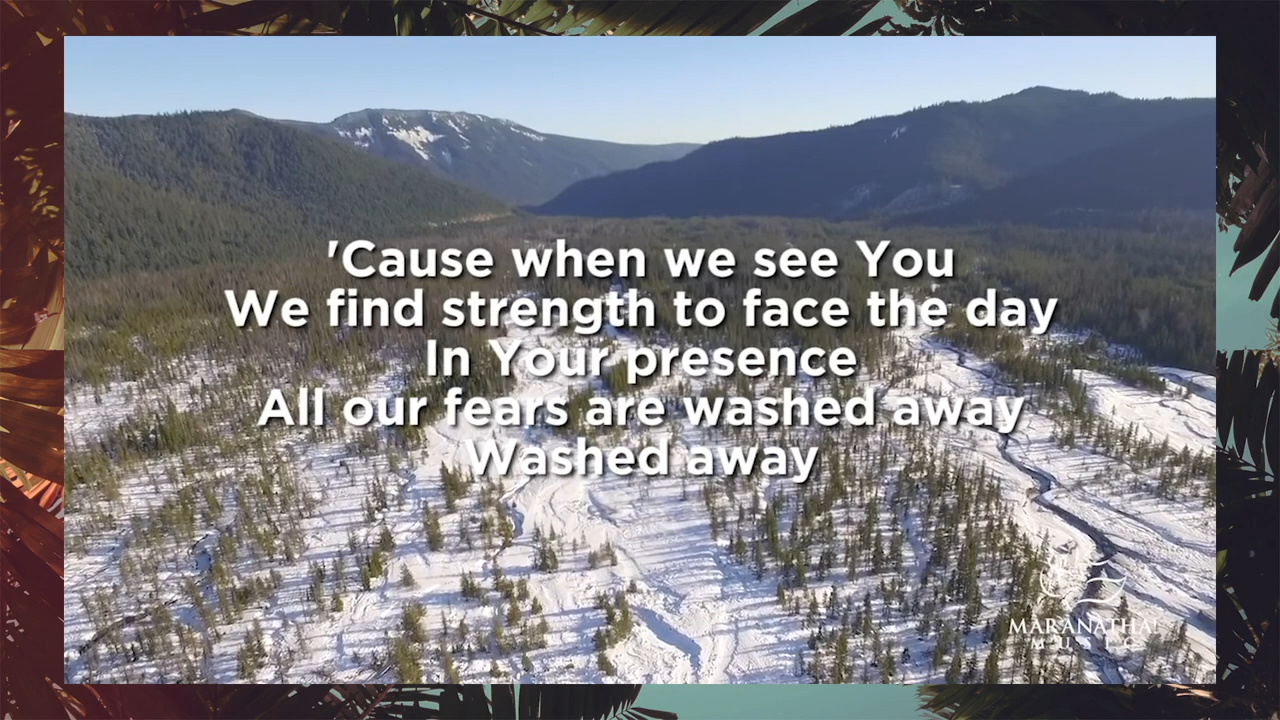 'Cause when we see You
We find strength to face the day
In Your presence
All our fears are washed away
Washed away
MARANATHA!
MUSIC